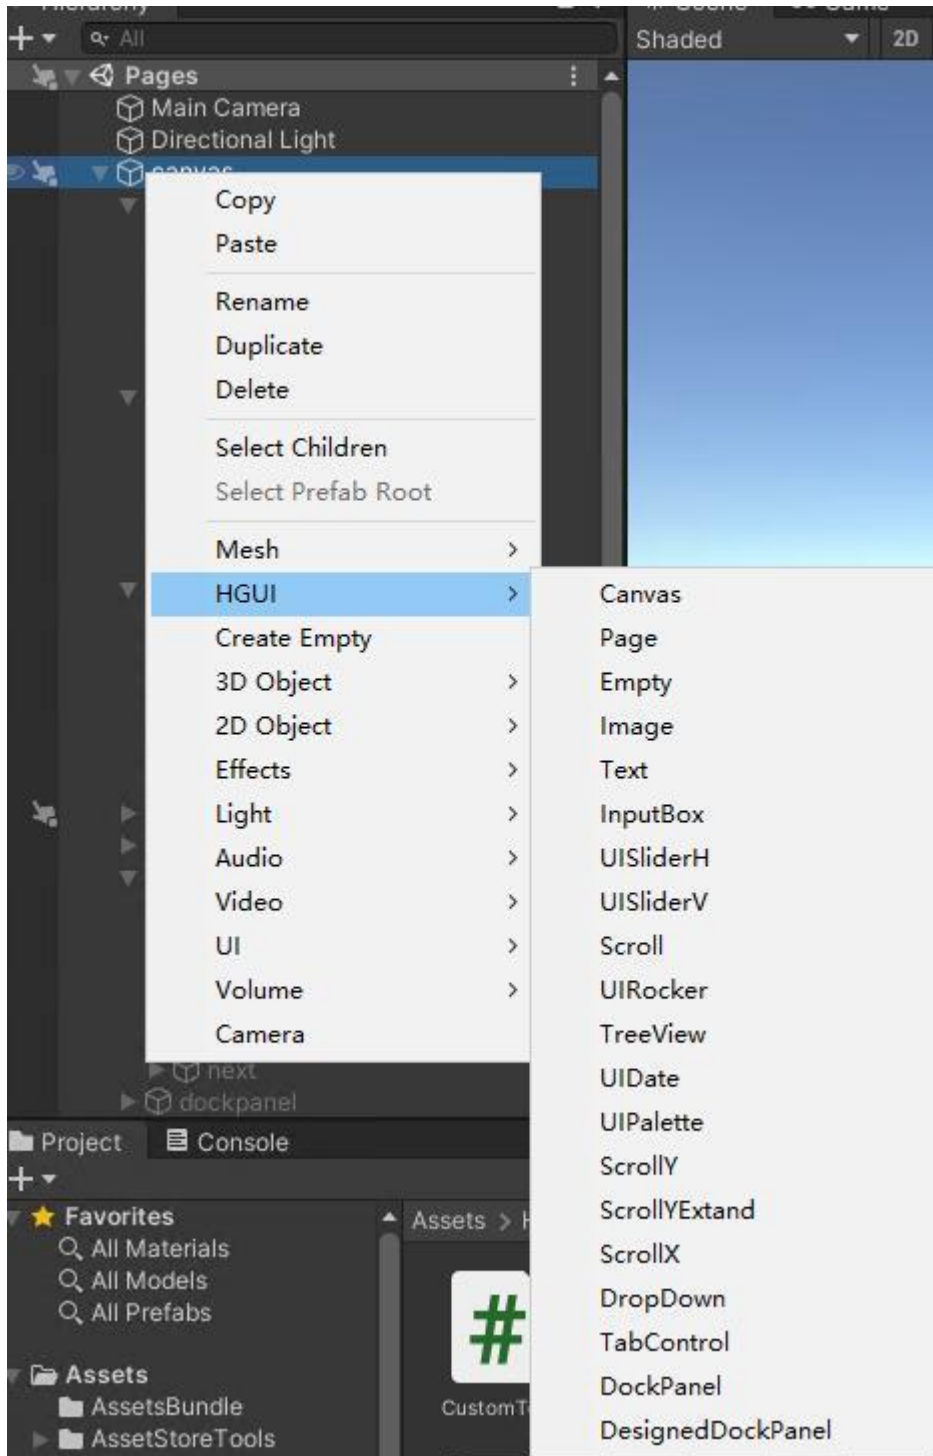 Hierarchy
Scene
Game
All
Shaded
2D
Pages
Main Camera
Directional Light
canvas
Copy
Paste
Rename
Duplicate
Delete
Select Children
Select Prefab Root
Mesh
HGUI
Create Empty
3D Object
2D Object
Effects
Light
Audio
Video
UI
Volume
Camera
Canvas
Page
Empty
Image
Text
InputBox
UISliderH
UISliderV
Scroll
UIRocker
TreeView
UIDate
UIPalette
ScrollY
ScrollYExtand
ScrollX
DropDown
TabControl
DockPanel
DesignedDockPanel
next
dockpanel
Project
Console
Favorites
All Materials
All Models
All Prefabs
Assets
AssetsBundle
AssetStoreTools
Assets >
#